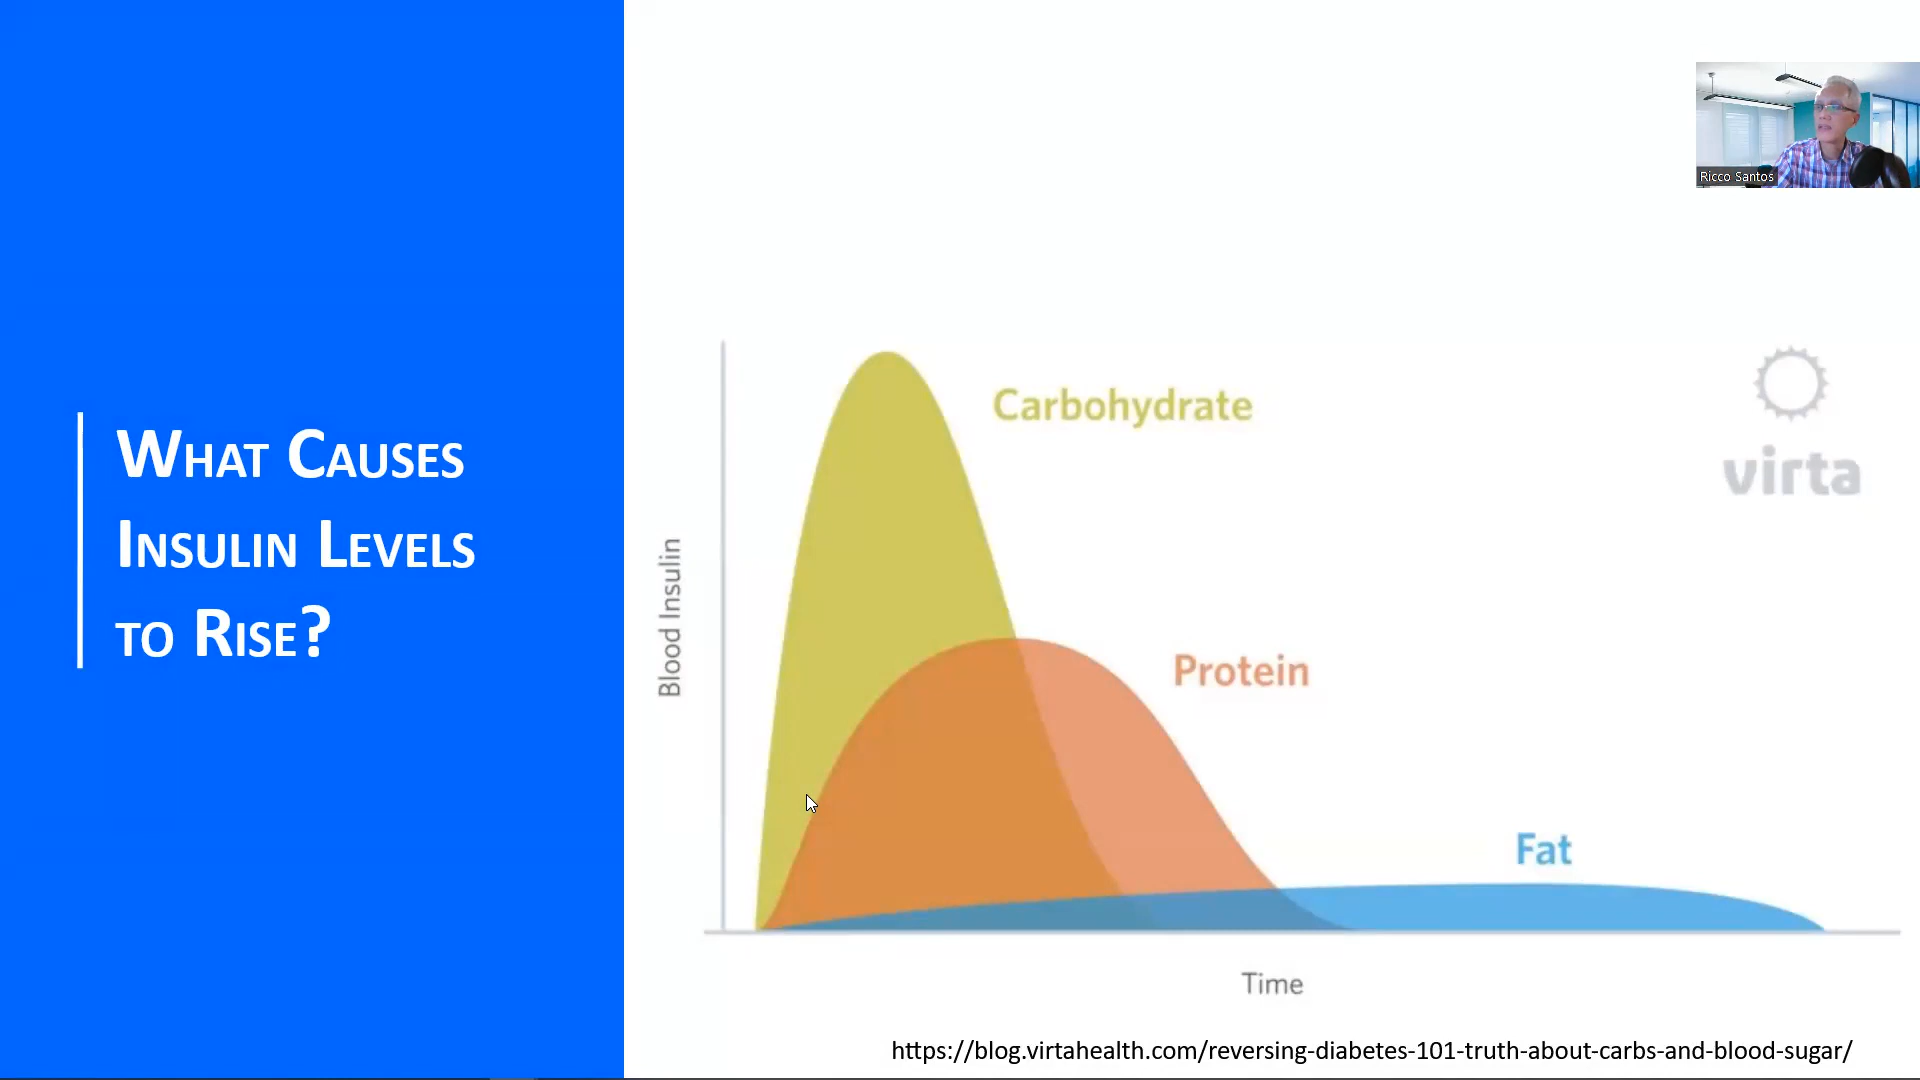 What Causes
Insulin Levels
to Rise?
Ricco Santos
Carbohydrate
virta
Blood Insulin
Protein
Fat
Time
https://blog.virtahealth.com/reversing-diabetes-101-truth-about-carbs-and-blood-sugar/